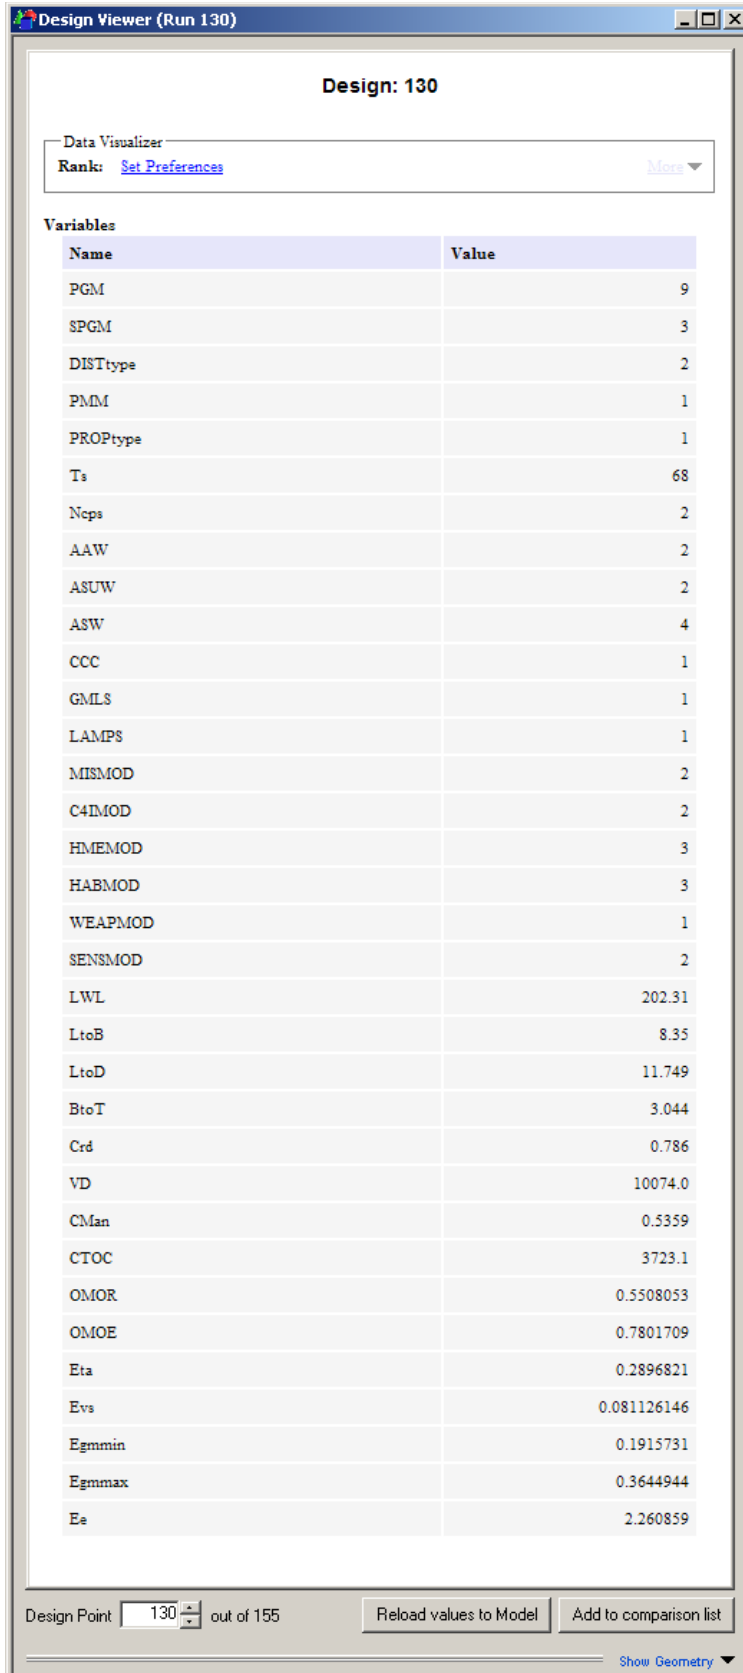 Design Viewer (Run 130)
Design: 130
Data Visualizer
Rank: Set Preferences More
Variables
Name Value
PGM 9
SPGM 3
DISTtype 2
PMM 1
PROPtype 1
Ts 68
Ncps 2
AAW 2
ASUW 2
ASW 4
CCC 1
GMLS 1
LAMPS 1
MISMOD 2
C4IMOD 2
HMEMOD 3
HABMOD 3
WEAPMOD 1
SENSMOD 2
LWL 202.31
LtoB 8.35
LtoD 11.749
BtoT 3.044
Crd 0.786
VD 10074.0
CMan 0.5359
CTOC 3723.1
OMOR 0.5508053
OMOE 0.7801709
Eta 0.2896821
Evs 0.081126146
Egmmin 0.1915731
Egmmax 0.3644944
Ee 2.260859
Design Point 130 out of 155 Reload values to Model Add to comparison list
Show Geometry